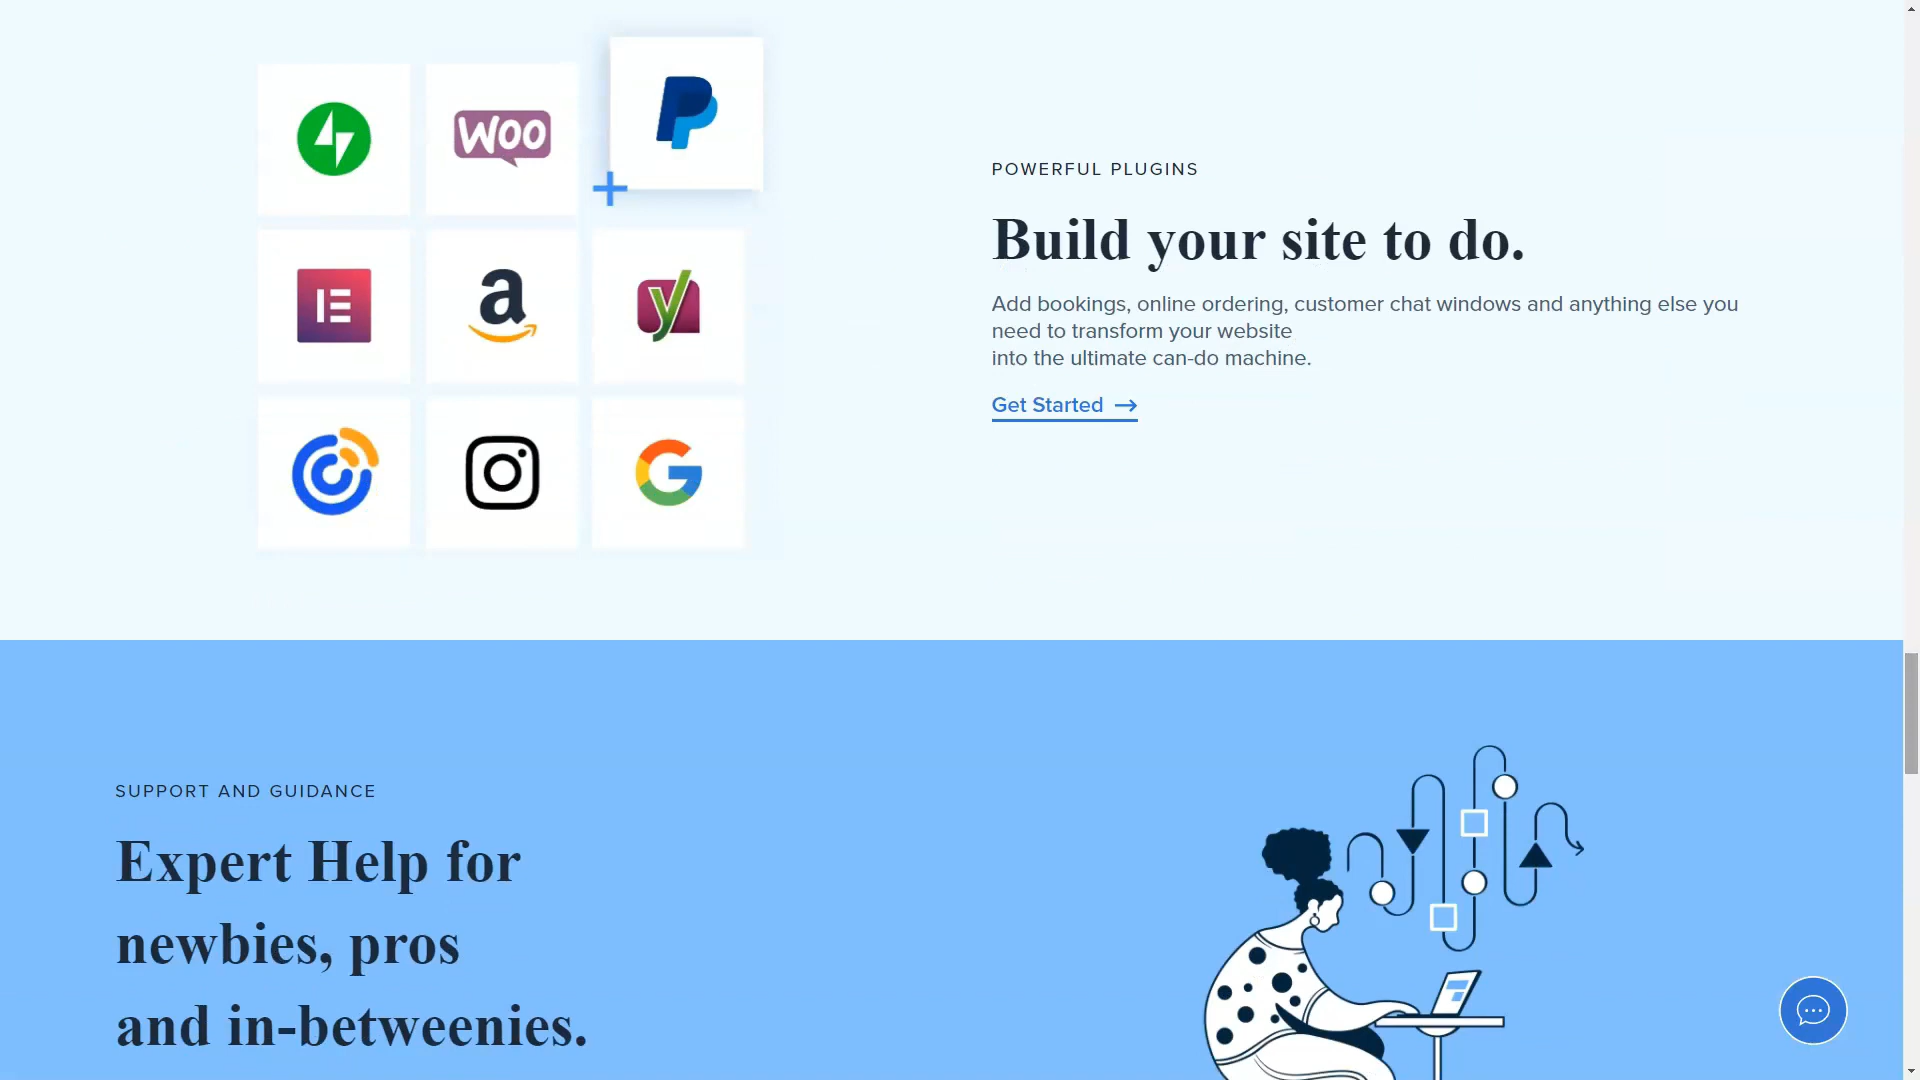 WOO
POWERFUL PLUGINS
Build your site to do.
Add bookings, online ordering, customer chat windows and anything else you
need to transform your website
into the ultimate can-do machine.
Get Started
SUPPORT AND GUIDANCE
Expert Help for
newbies, pros
and in-betweenies.